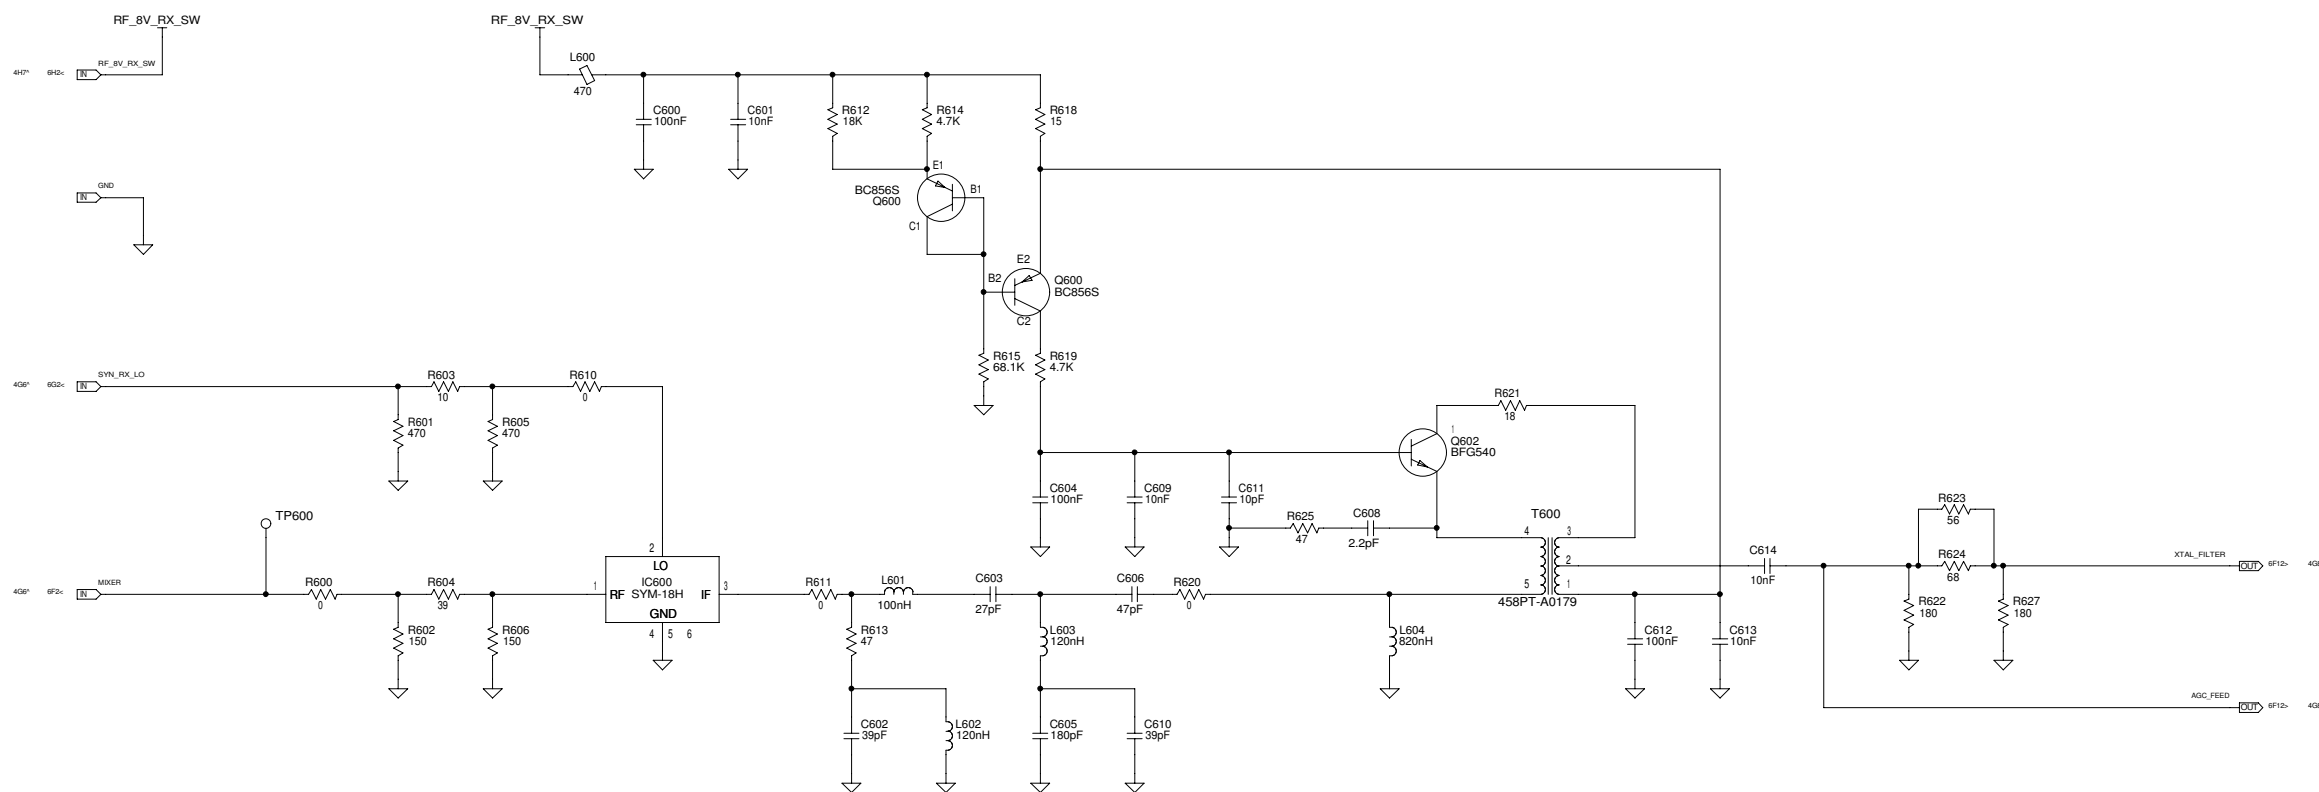 RF_8V_RX_SW
RF_8V_RX_SW
4H7^ 6H2< IN RF_8V_RX_SW
L600
470
C600
100nF
C601
10nF
R612
18K
R614
4.7K
R618
15
GND
IN
E1
BC856S
Q600
B1
C1
E2
B2
Q600
BC856S
C2
R615
68.1K
R619
4.7K
4G6^ 6G2< IN SYN_RX_LO
R603
10
R610
0
R601
470
R605
470
R621
18
1
Q602
BFG540
C604
100nF
C609
10nF
C611
10pF
R625
47
C608
2.2pF
TP600
T600
4 3
2
5 1
458PT-A0179
C614
10nF
R623
56
R624
68
XTAL_FILTER
OUT 6F12>
R622
180
R627
180
4G6^ 6F2< IN MIXER
R600
0
R604
39
R602
150
R606
150
2
LO
1 RF IC600 IF 3
SYM-18H
GND
4 5 6
R611
0
L601
100nH
C603
27pF
C606
47pF
R620
0
R613
47
L603
120nH
L604
820nH
C612
100nF
C613
10nF
C602
39pF
L602
120nH
C605
180pF
C610
39pF
AGC_FEED
OUT 6F12>